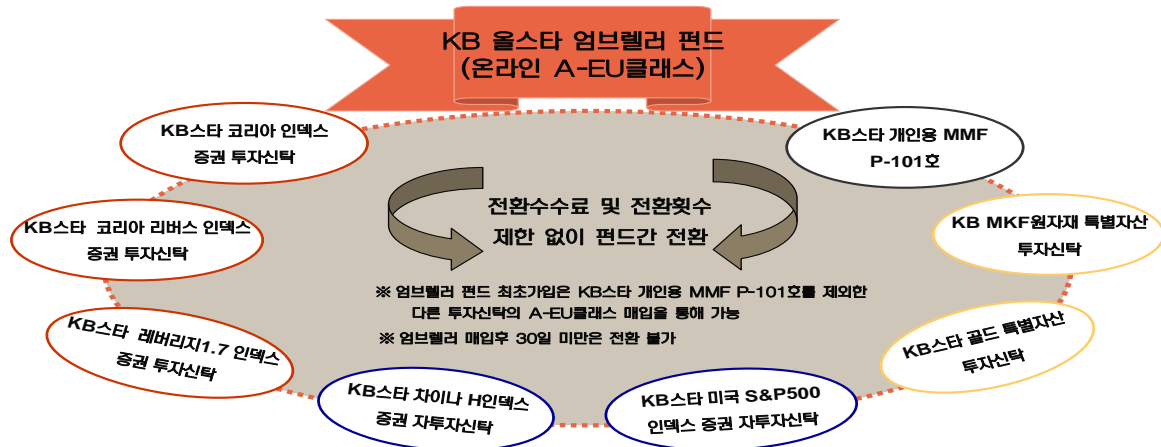 KB 올스타 엄브렐러 펀드
(온라인 A-EU클래스)
KB스타 코리아 인덱스
증권 투자신탁
KB스타 개인용 MMF
P-101호
KB스타 코리아 리버스 인덱스
증권 투자신탁
전환수수료 및 전환횟수
제한 없이 펀드간 전환
KB MKF원자재 특별자산
투자신탁
※ 엄브렐러 펀드 최초가입은 KB스타 개인용 MMF P-101호를 제외한
다른 투자신탁의 A-EU클래스 매입을 통해 가능
※ 엄브렐러 매입후 30일 미만은 전환 불가
KB스타 레버리지1.7 인덱스
증권 투자신탁
KB스타 골드 특별자산
투자신탁
KB스타 차이나 H인덱스
증권 자투자신탁
KB스타 미국 S&P500
인덱스 증권 자투자신탁